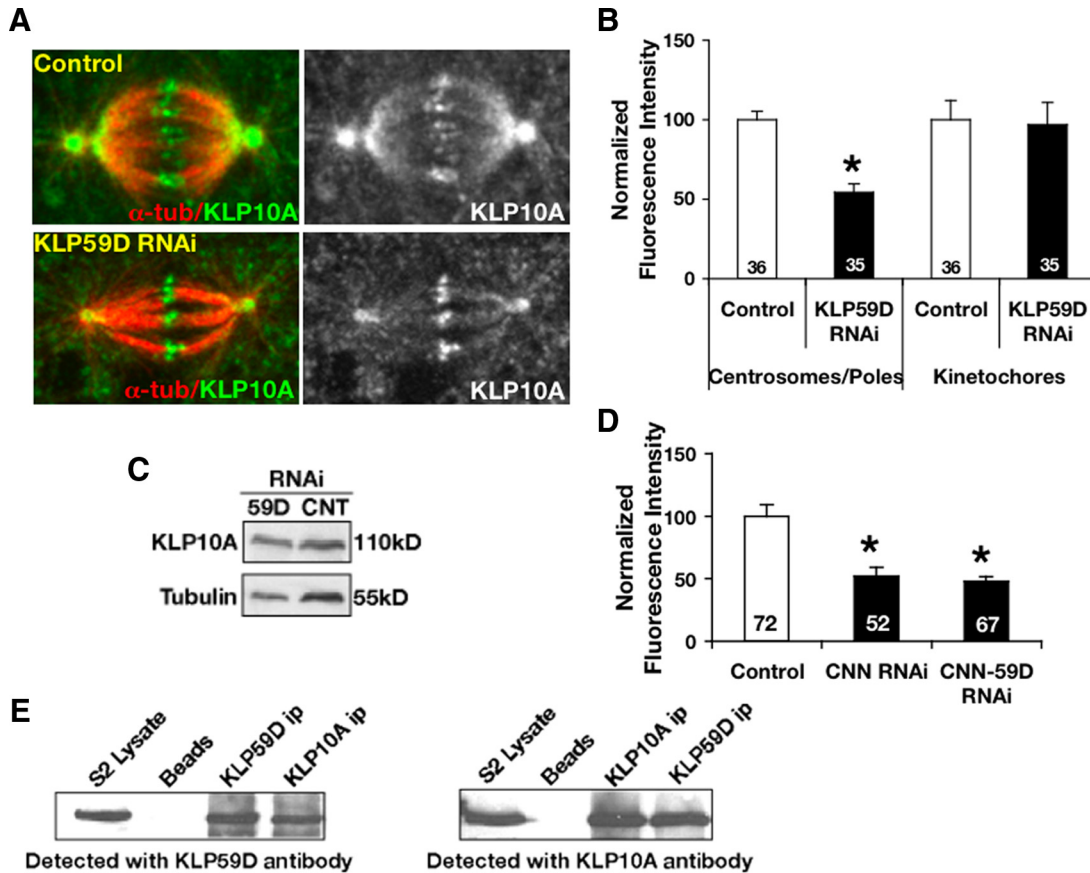 A
Control
α-tub/KLP10A
KLP10A
KLP59D RNAi
α-tub/KLP10A
KLP10A
B
Normalized
Fluorescence Intensity
150
100
50
0
36
35
36
35
Control
KLP59D
RNAi
Control
KLP59D
RNAi
Centrosomes/Poles
Kinetochores
C
RNAi
59D CNT
KLP10A
110kD
Tubulin
55kD
D
Normalized
Fluorescence Intensity
150
100
50
0
*
*
*
72
52
67
Control
CNN RNAi
CNN-59D
RNAi
E
S2 Lysate
Beads
KLP59D ip
KLP10A ip
Detected with KLP59D antibody
S2 Lysate
Beads
KLP10A ip
KLP59D ip
Detected with KLP10A antibody